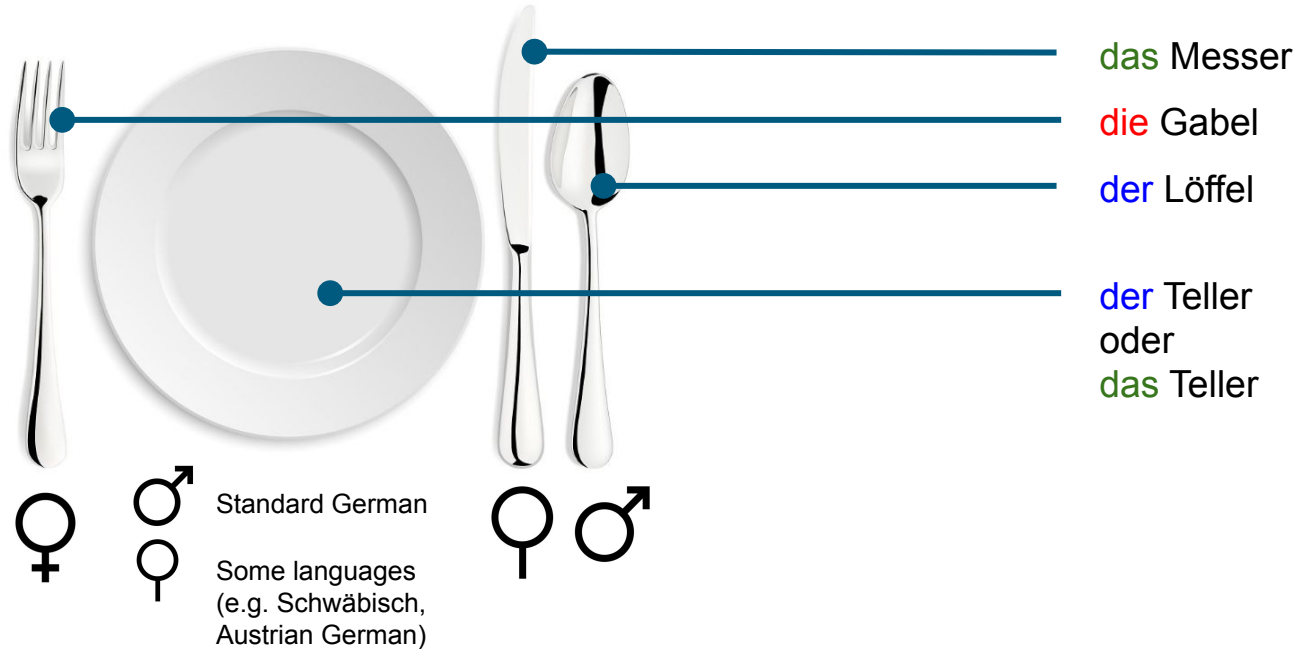 das Messer
die Gabel
der Löffel
der Teller
oder
das Teller
Standard German
Some languages
(e.g. Schwäbisch,
Austrian German)